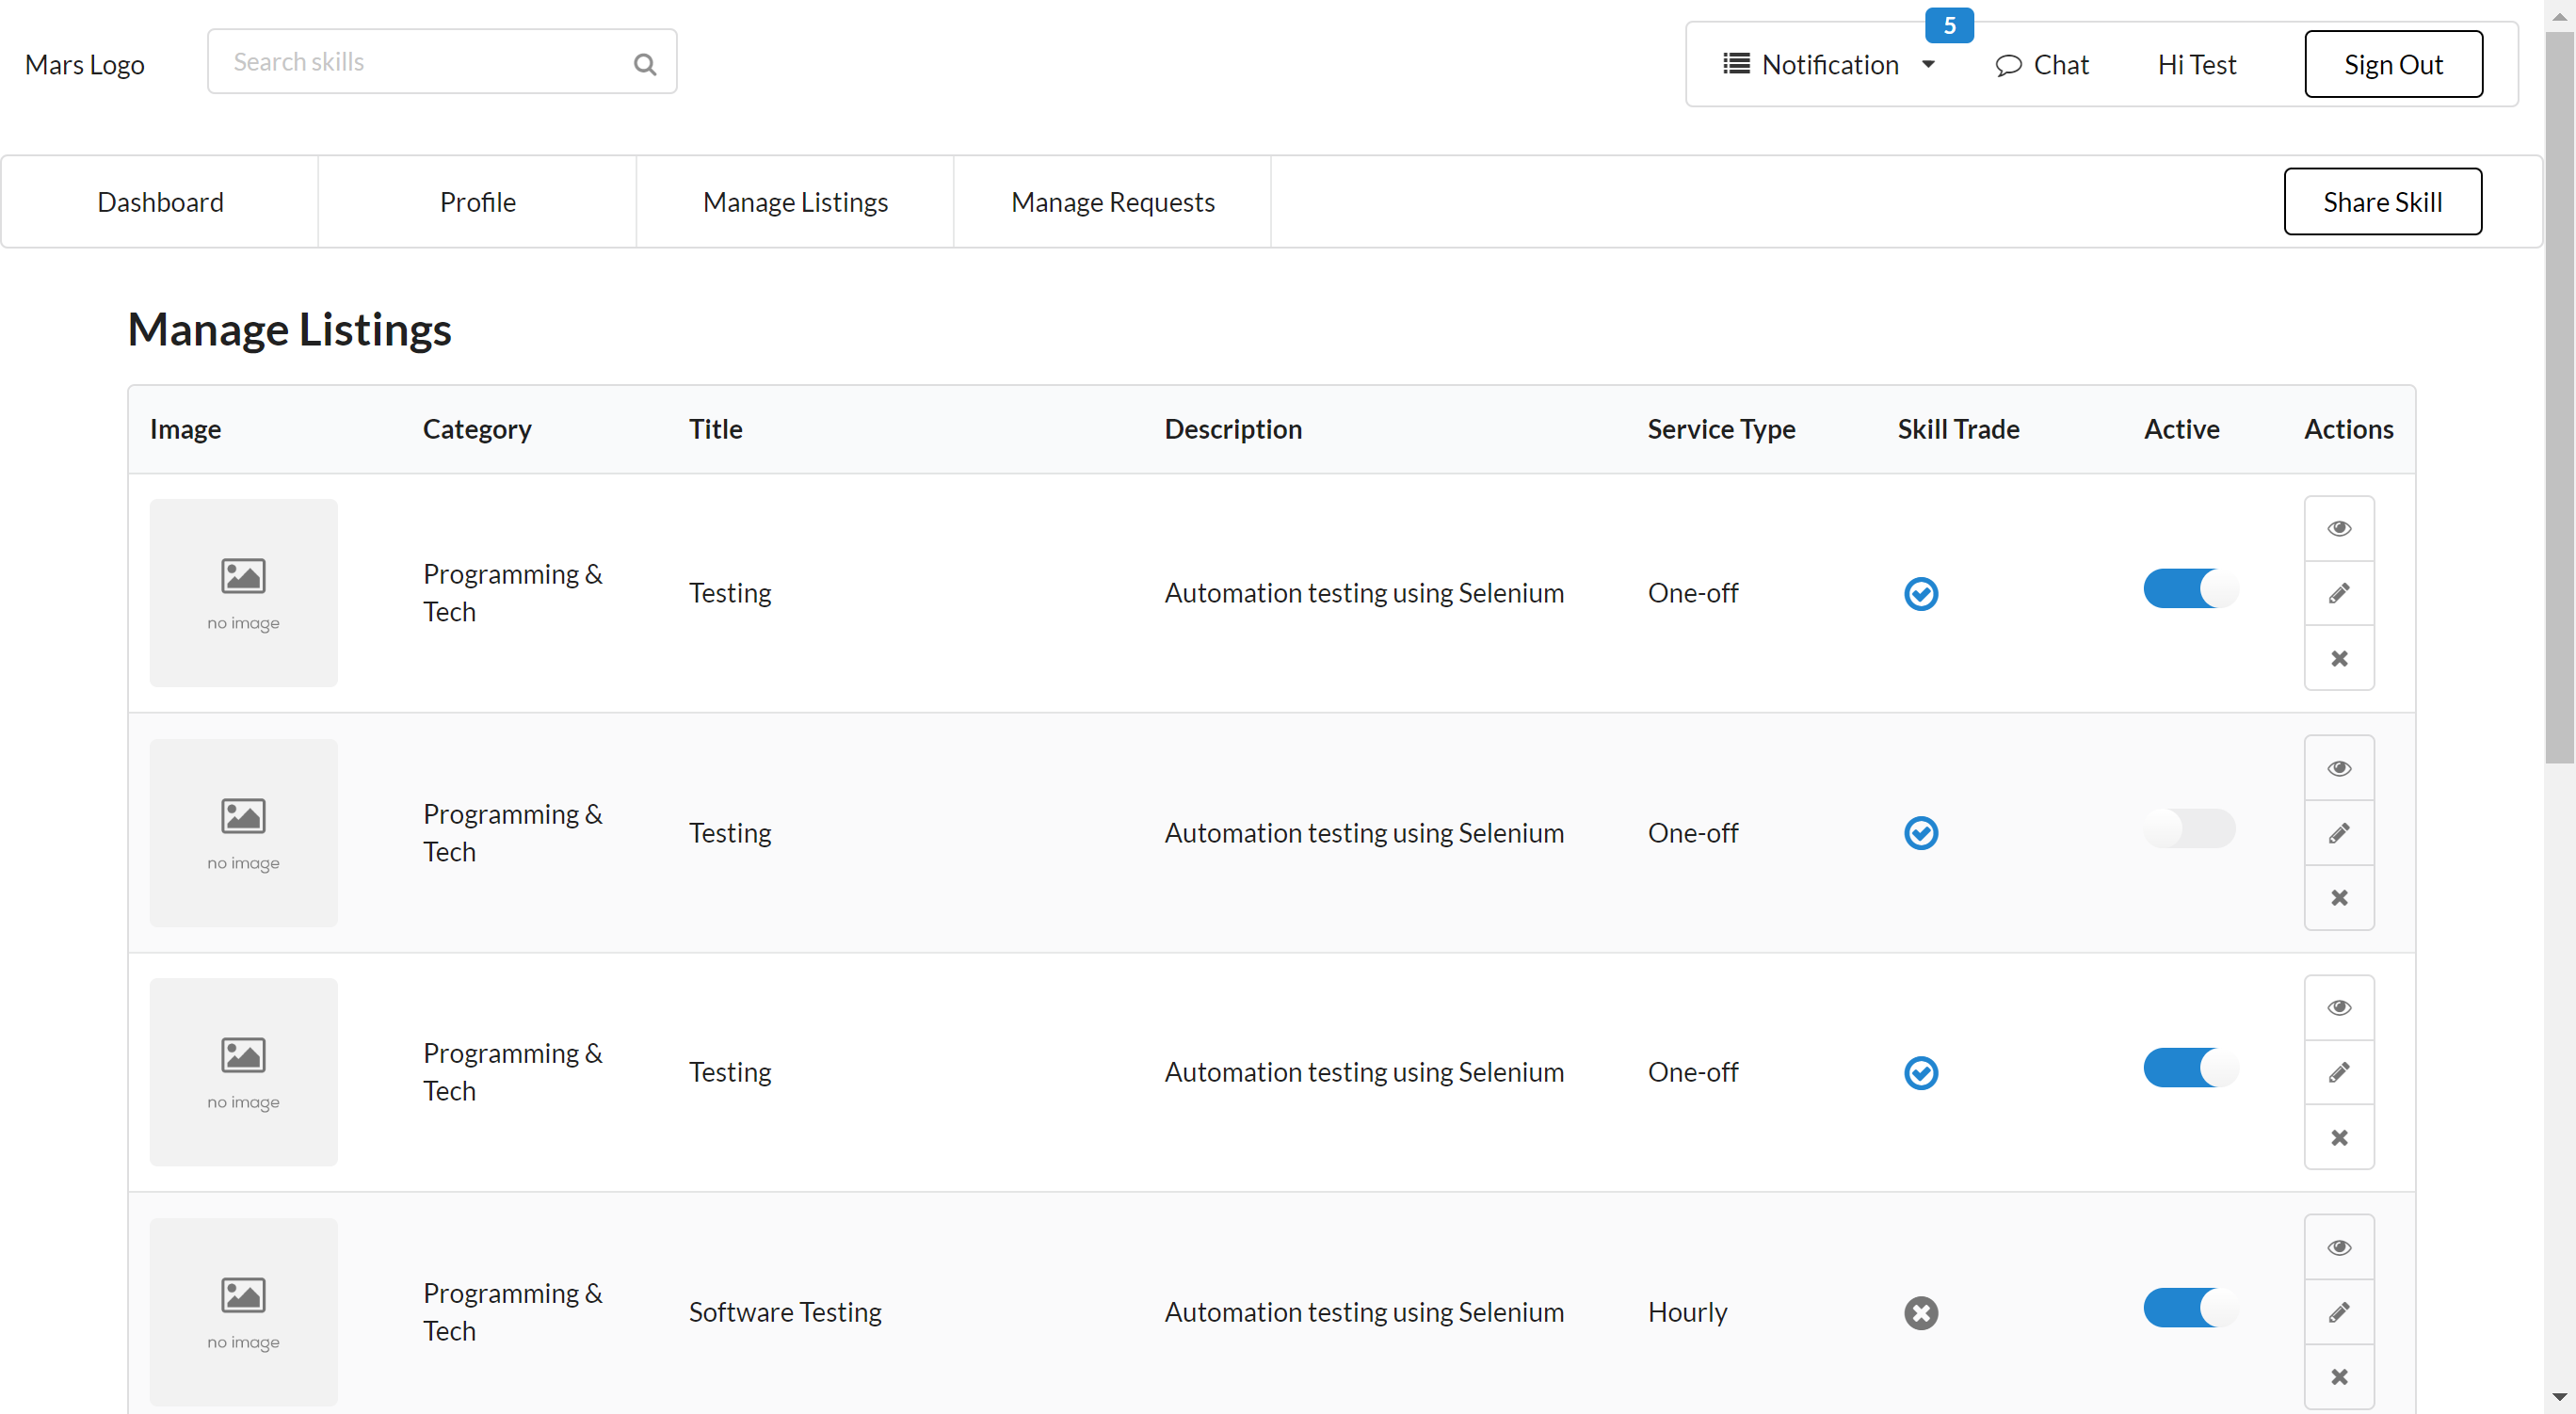 Mars Logo
Search skills
Notification
5
Chat
Hi Test
Sign Out
Dashboard
Profile
Manage Listings
Manage Requests
Share Skill
Manage Listings
Image Category Title Description Service Type Skill Trade Active Actions
no image
Programming &
Tech
Testing
Automation testing using Selenium
One-off
no image
Programming &
Tech
Testing
Automation testing using Selenium
One-off
no image
Programming &
Tech
Testing
Automation testing using Selenium
One-off
no image
Programming &
Tech
Software Testing
Automation testing using Selenium
Hourly